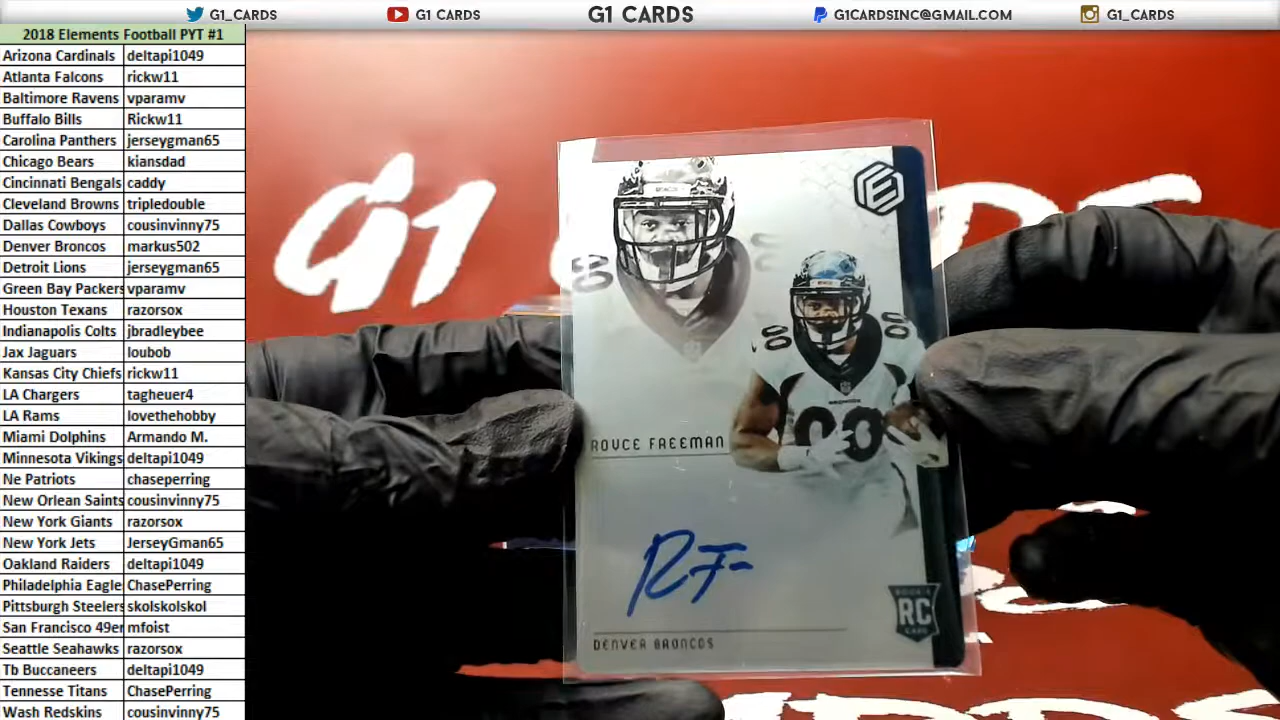 G1_CARDS
G1 CARDS
G1 CARDS
G1CARDSINC@GMAIL.COM
G1_CARDS
2018 Elements Football PYT #1
Arizona Cardinals deltapi1049
Atlanta Falcons rickw11
Baltimore Ravens vparamv
Buffalo Bills Rickw11
Carolina Panthers jerseygman65
Chicago Bears kiansdad
Cincinnati Bengals caddy
Cleveland Browns tripledouble
Dallas Cowboys cousinvinny75
Denver Broncos markus502
Detroit Lions jerseygman65
Green Bay Packers vparamv
Houston Texans razorsox
Indianapolis Colts jbradleybee
Jax Jaguars loubob
Kansas City Chiefs rickw11
LA Chargers tagheuer4
LA Rams lovethehobby
Miami Dolphins Armando M.
Minnesota Vikings deltapi1049
Ne Patriots chaseperring
New Orlean Saints cousinvinny75
New York Giants razorsox
New York Jets JerseyGman65
Oakland Raiders deltapi1049
Philadelphia Eagle ChasePerring
Pittsburgh Steelers skolskolskol
San Francisco 49er mfoist
Seattle Seahawks razorsox
Tb Buccaneers deltapi1049
Tennesse Titans ChasePerring
Wash Redskins cousinvinny75
G1
ROYCE FREEMAN
RF
ROOKIE
RC
CARD
DENVER BRONCOS